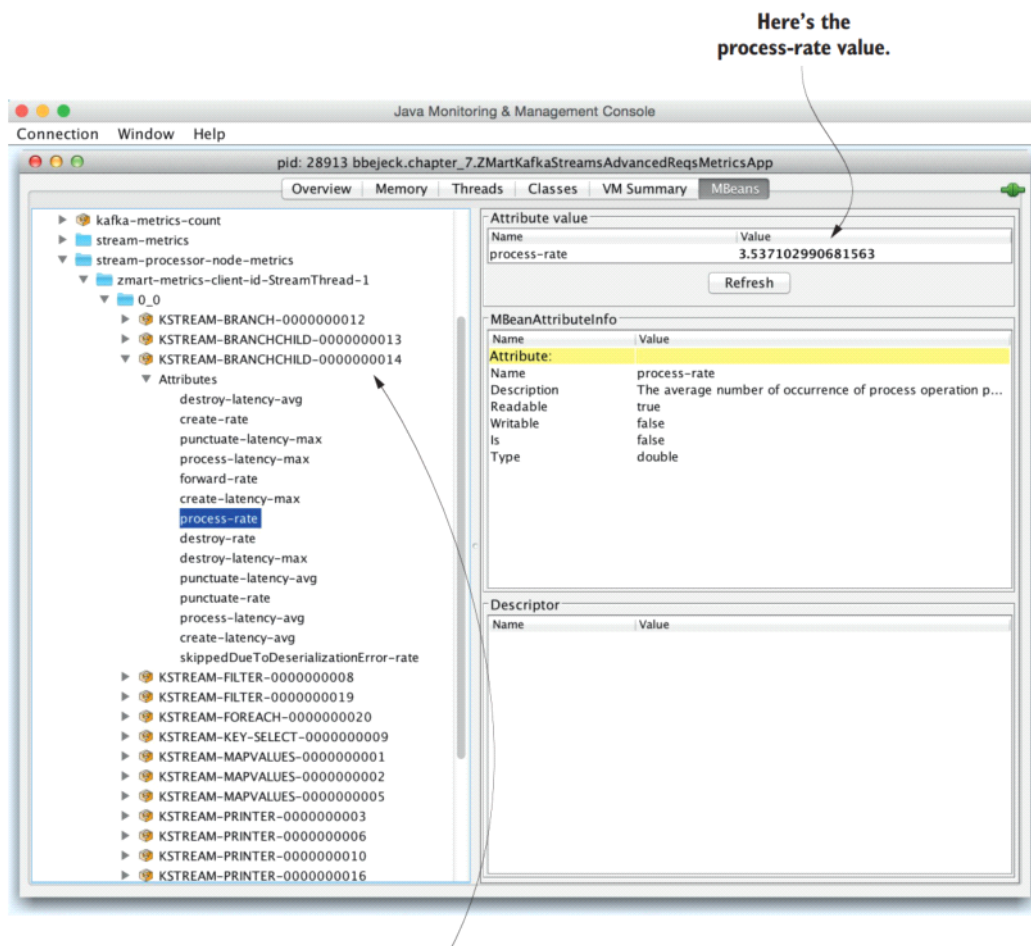 Here's the
process-rate value.
Java Monitoring & Management Console
Connection Window Help
pid: 28913 bbejeck.chapter_7.ZMartKafkaStreamsAdvancedReqsMetricsApp
Overview Memory Threads Classes VM Summary MBeans
kafka-metrics-count
stream-metrics
stream-processor-node-metrics
zmart-metrics-client-id-StreamThread-1
0_0
KSTREAM-BRANCH-0000000012
KSTREAM-BRANCHCHILD-0000000013
KSTREAM-BRANCHCHILD-0000000014
Attributes
destroy-latency-avg
create-rate
punctuate-latency-max
process-latency-max
forward-rate
create-latency-max
process-rate
destroy-rate
destroy-latency-max
punctuate-latency-avg
punctuate-rate
process-latency-avg
create-latency-avg
skippedDueToDeserializationError-rate
KSTREAM-FILTER-0000000008
KSTREAM-FILTER-0000000019
KSTREAM-FOREACH-0000000020
KSTREAM-KEY-SELECT-0000000009
KSTREAM-MAPVALUES-0000000001
KSTREAM-MAPVALUES-0000000002
KSTREAM-MAPVALUES-0000000005
KSTREAM-PRINTER-0000000003
KSTREAM-PRINTER-0000000006
KSTREAM-PRINTER-0000000010
KSTREAM-PRINTER-0000000016
Attribute value
Name Value
process-rate 3.537102990681563
Refresh
MBeanAttributeInfo
Name Value
Attribute:
Name process-rate
Description The average number of occurrence of process operation p...
Readable true
Writable false
Is false
Type double
Descriptor
Name Value